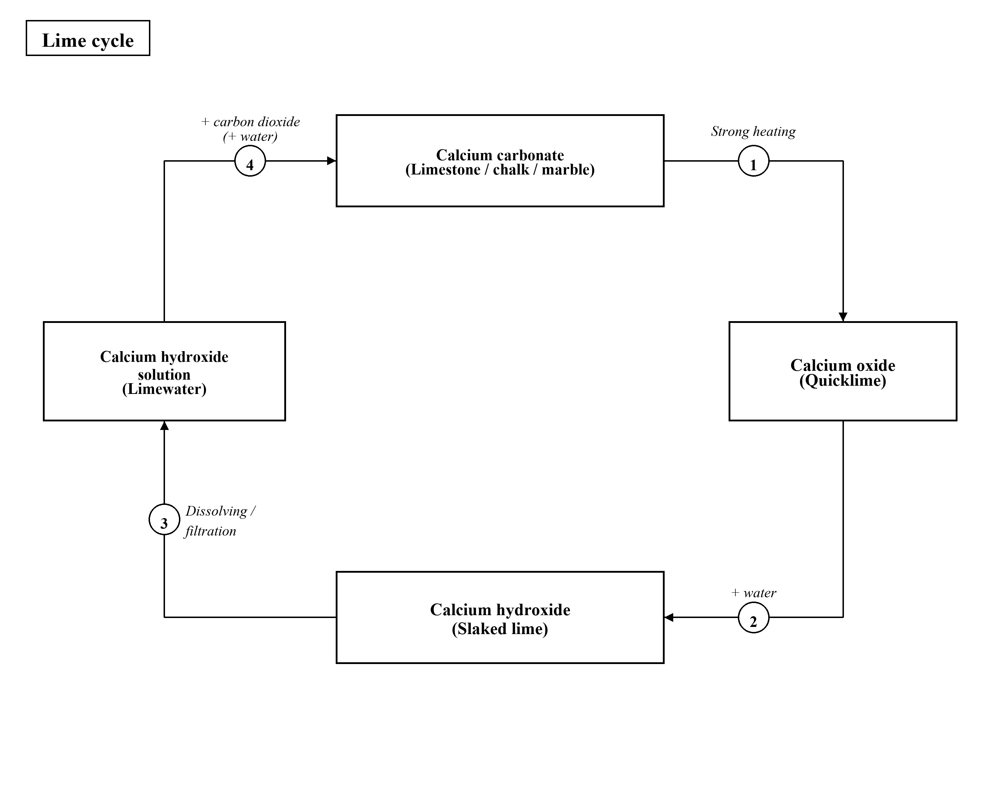 Lime cycle
+ carbon dioxide
(+ water)
4
Calcium carbonate
(Limestone / chalk / marble)
Strong heating
1
Calcium hydroxide
solution
(Limewater)
Calcium oxide
(Quicklime)
3
Dissolving /
filtration
Calcium hydroxide
(Slaked lime)
+ water
2